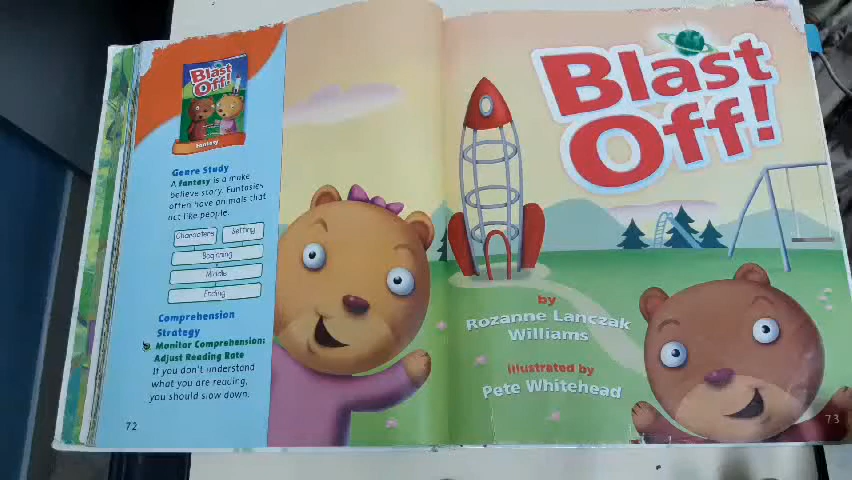 Blast
Off!
Fantasy
Genre Study
A fantasy is a make
believe story. Fantasies
often have animals that
act like people.
Characters
Setting
Beginning
Middle
Ending
Comprehension
Strategy
Monitor Comprehension:
Adjust Reading Rate
If you don't understand
what you are reading,
you should slow down.
72
Blast
Off!
by
Rozanne Lanczak
Williams
illustrated by
Pete Whitehead
73